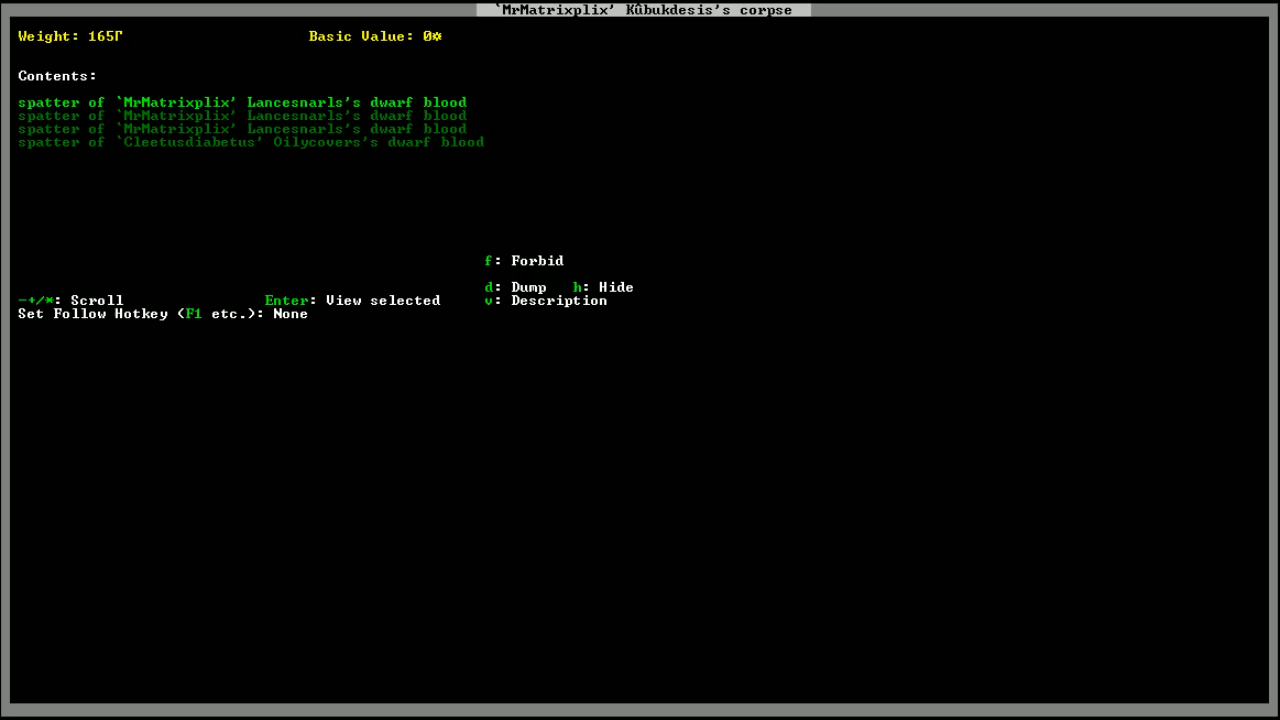 `MrMatrixplix' Kûbukdesis's corpse
Weight: 165Γ Basic Value: 0☼
Contents:
spatter of `MrMatrixplix' Lancesnarls's dwarf blood
spatter of `MrMatrixplix' Lancesnarls's dwarf blood
spatter of `MrMatrixplix' Lancesnarls's dwarf blood
spatter of `Cleetusdiabetus' Oilycovers's dwarf blood
f: Forbid
d: Dump h: Hide
-+/*: Scroll Enter: View selected v: Description
Set Follow Hotkey (F1 etc.): None